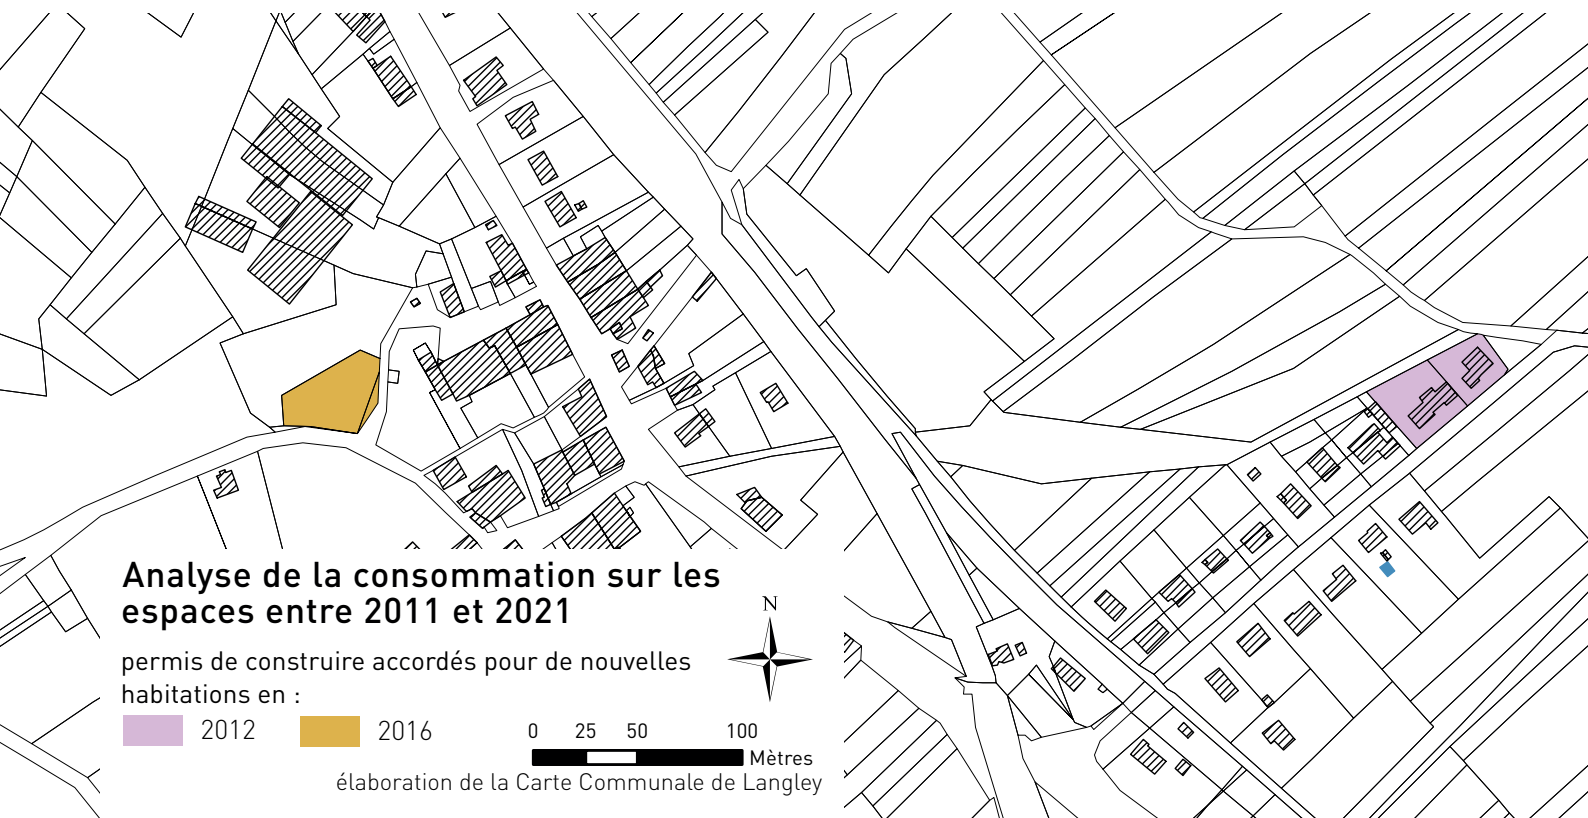 Analyse de la consommation sur les
espaces entre 2011 et 2021
N
permis de construire accordés pour de nouvelles
habitations en :
2012 2016
0 25 50 100
Mètres
élaboration de la Carte Communale de Langley